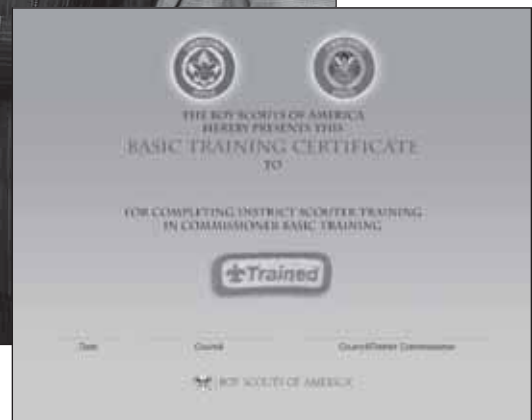 THE BOY SCOUTS OF AMERICA
HEREBY PRESENTS THIS
BASIC TRAINING CERTIFICATE
TO
FOR COMPLETING DISTRICT SCOUTER TRAINING
IN COMMISSIONER BASIC TRAINING
Trained
Date Council Council/District Commissioner
BOY SCOUTS OF AMERICA